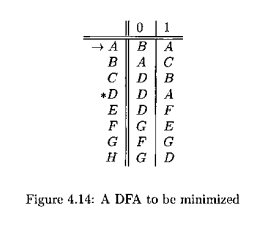 0 1
→ A B A
B A C
C D B
*D D A
E D F
F G E
G F G
H G D
Figure 4.14: A DFA to be minimized